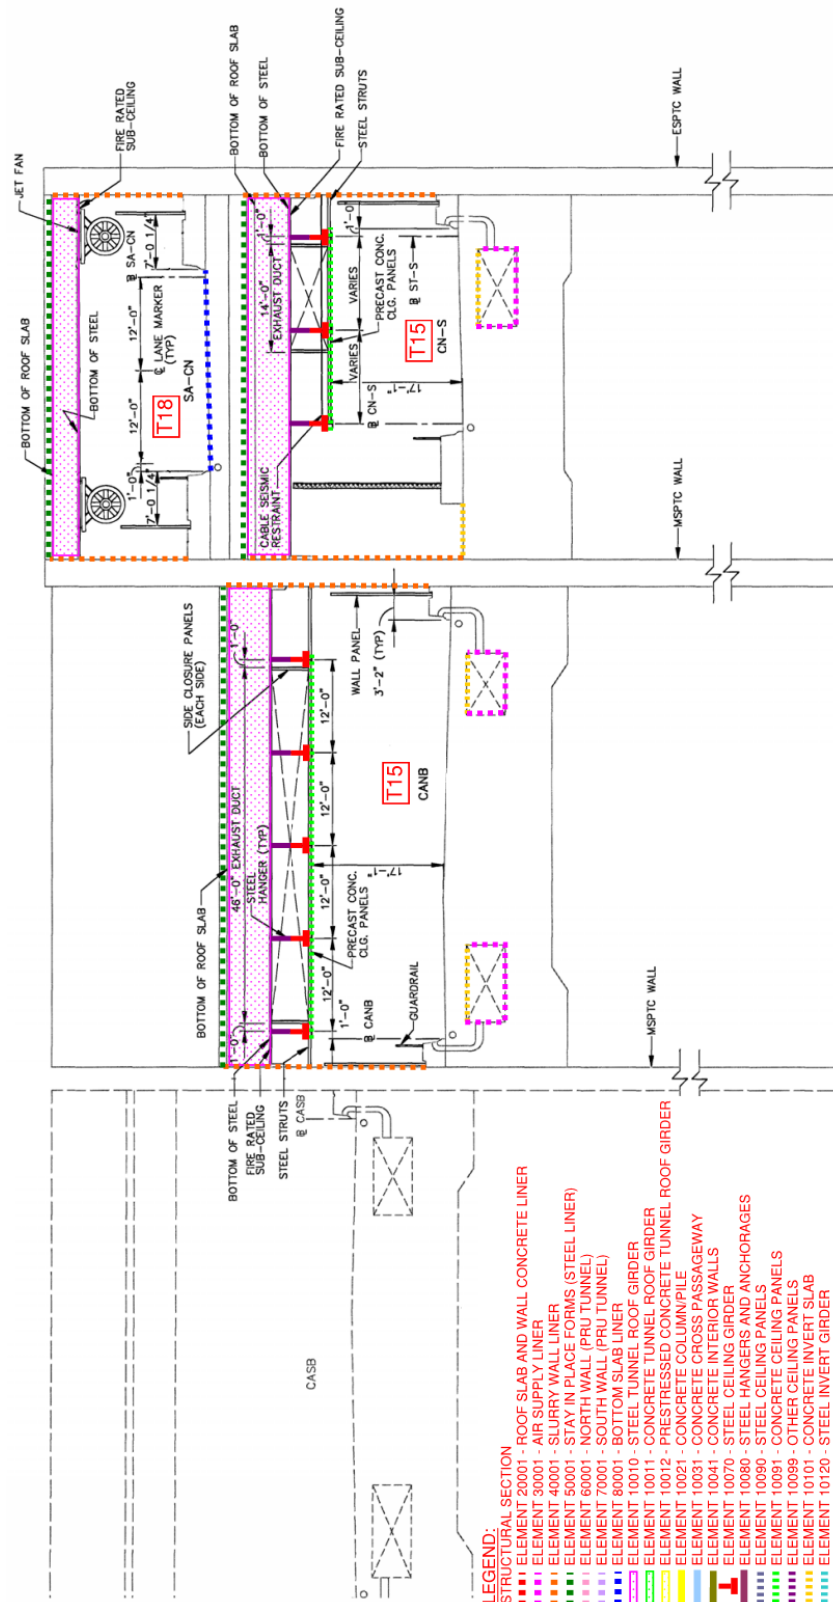 JET FAN
FIRE RATED
SUB-CEILING
BOTTOM OF ROOF SLAB
BOTTOM OF STEEL
7'-0 1/4"
℄ SA-CN
12'-0"
℄ LANE MARKER
(TYP)
12'-0"
T18
SA-CN
1'-0"
7'-0 1/4"
BOTTOM OF ROOF SLAB
BOTTOM OF STEEL
FIRE RATED SUB-CEILING
STEEL STRUTS
ESPTC WALL
1'-0"
14'-0"
EXHAUST DUCT
1'-0"
VARIES
VARIES
PRECAST CONC.
CLG. PANELS
ST-S
T15
CN-S
CN-S
17'-1"
CABLE SEISMIC
RESTRAINT
MSPTC WALL
SIDE CLOSURE PANELS
(EACH SIDE)
1'-0"
WALL PANEL
3'-2" (TYP)
46'-0" EXHAUST DUCT
STEEL
HANGER (TYP)
12'-0"
12'-0"
12'-0"
12'-0"
T15
CANB
17'-1"
PRECAST CONC.
CLG. PANELS
1'-0"
CANB
GUARDRAIL
BOTTOM OF ROOF SLAB
1'-0"
MSPTC WALL
BOTTOM OF STEEL
FIRE RATED
SUB-CEILING
STEEL STRUTS
CASB
CASB
LEGEND:
STRUCTURAL SECTION
ELEMENT 20001 - ROOF SLAB AND WALL CONCRETE LINER
ELEMENT 30001 - AIR SUPPLY LINER
ELEMENT 40001 - SLURRY WALL LINER
ELEMENT 50001 - STAY IN PLACE FORMS (STEEL LINER)
ELEMENT 60001 - NORTH WALL (PRU TUNNEL)
ELEMENT 70001 - SOUTH WALL (PRU TUNNEL)
ELEMENT 80001 - BOTTOM SLAB LINER
ELEMENT 10010 - STEEL TUNNEL ROOF GIRDER
ELEMENT 10011 - CONCRETE TUNNEL ROOF GIRDER
ELEMENT 10012 - PRESTRESSED CONCRETE TUNNEL ROOF GIRDER
ELEMENT 10021 - CONCRETE COLUMN/PILE
ELEMENT 10031 - CONCRETE CROSS PASSAGEWAY
ELEMENT 10041 - CONCRETE INTERIOR WALLS
ELEMENT 10070 - STEEL CEILING GIRDER
ELEMENT 10080 - STEEL HANGERS AND ANCHORAGES
ELEMENT 10090 - STEEL CEILING PANELS
ELEMENT 10091 - CONCRETE CEILING PANELS
ELEMENT 10099 - OTHER CEILING PANELS
ELEMENT 10101 - CONCRETE INVERT SLAB
ELEMENT 10120 - STEEL INVERT GIRDER